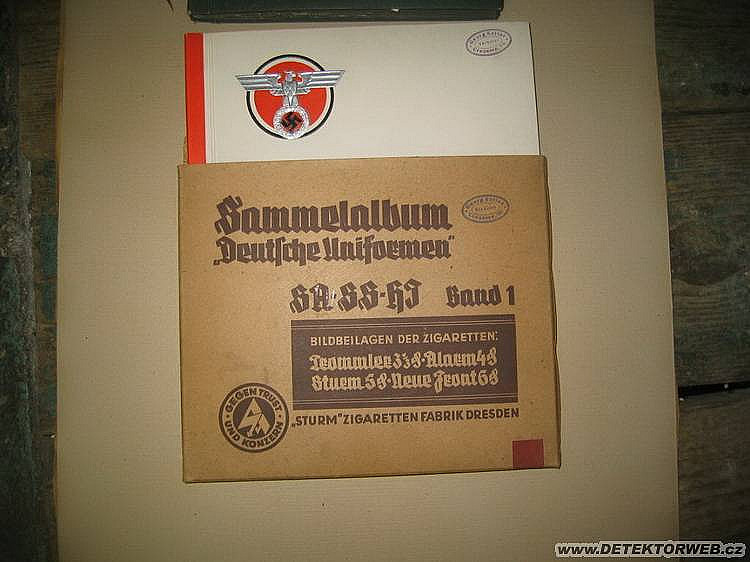 Sammelalbum
„Deutsche Uniformen"
SA-SS-HJ Band 1
BILDBEILAGEN DER ZIGARETTEN:
Trommler 3⅓ ₰ · Alarm 4 ₰
Sturm 5 ₰ · Neue Front 6 ₰
· GEGEN TRUST · UND KONZERN
„STURM" ZIGARETTEN FABRIK DRESDEN
www.DETEKTORWEB.cz